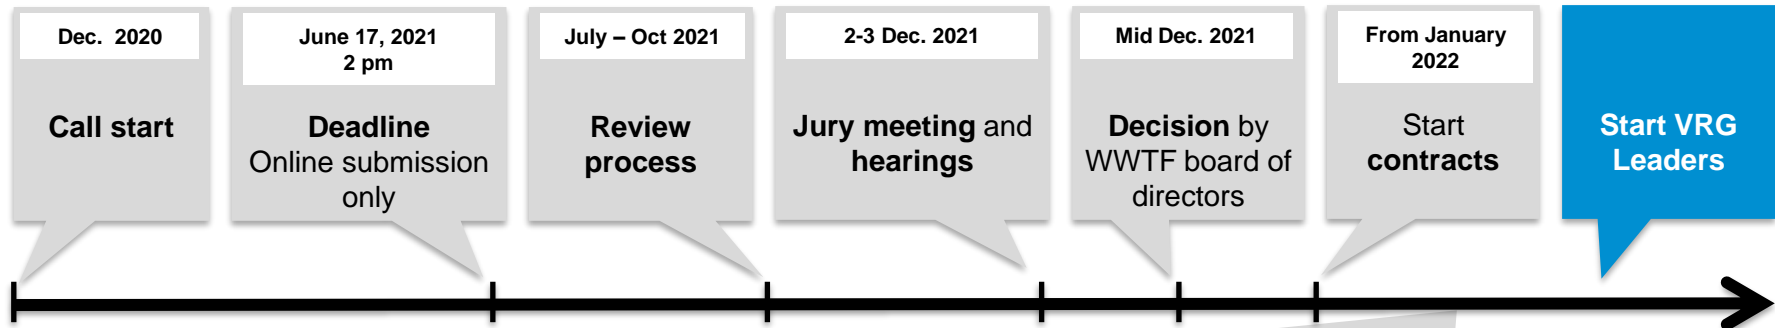 Dec. 2020
Call start
June 17, 2021
2 pm
Deadline
Online submission
only
July – Oct 2021
Review
process
2-3 Dec. 2021
Jury meeting and
hearings
Mid Dec. 2021
Decision by
WWTF board of
directors
From January
2022
Start
contracts
Start VRG
Leaders